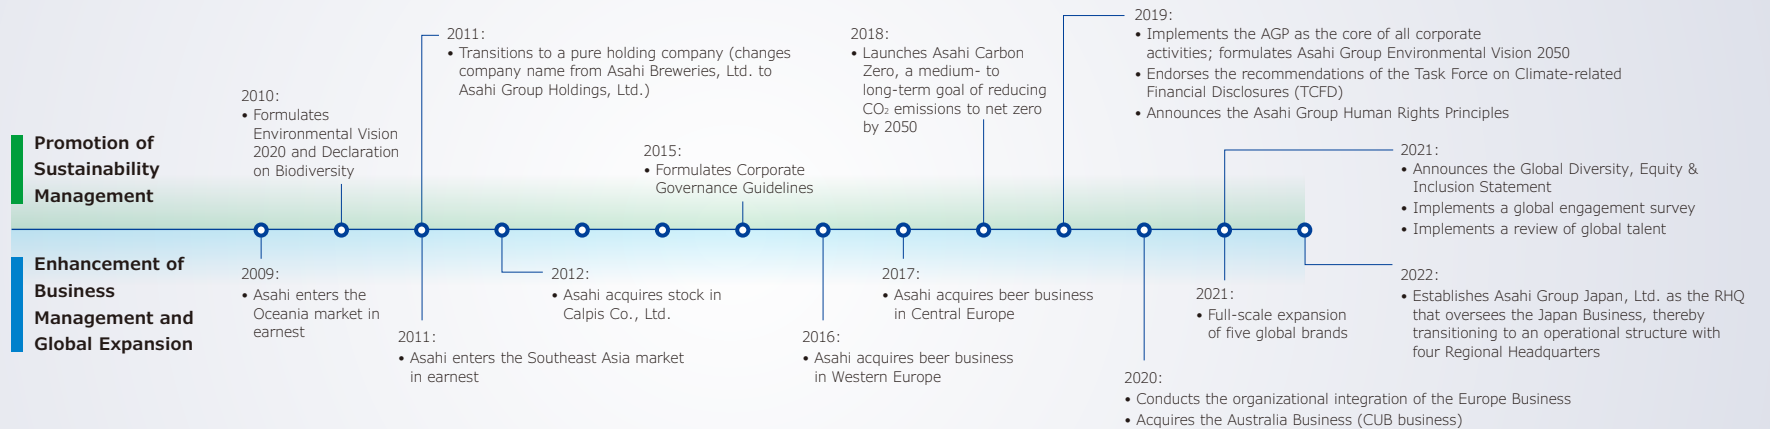 Promotion of
Sustainability
Management
2010:
• Formulates
Environmental Vision
2020 and Declaration
on Biodiversity
2011:
• Transitions to a pure holding company (changes
company name from Asahi Breweries, Ltd. to
Asahi Group Holdings, Ltd.)
2015:
• Formulates Corporate
Governance Guidelines
2018:
• Launches Asahi Carbon
Zero, a medium- to
long-term goal of reducing
CO₂ emissions to net zero
by 2050
2019:
• Implements the AGP as the core of all corporate
activities; formulates Asahi Group Environmental Vision 2050
• Endorses the recommendations of the Task Force on Climate-related
Financial Disclosures (TCFD)
• Announces the Asahi Group Human Rights Principles
2021:
• Announces the Global Diversity, Equity &
Inclusion Statement
• Implements a global engagement survey
• Implements a review of global talent
Enhancement of
Business
Management and
Global Expansion
2009:
• Asahi enters the
Oceania market in
earnest
2011:
• Asahi enters the Southeast Asia market
in earnest
2012:
• Asahi acquires stock in
Calpis Co., Ltd.
2016:
• Asahi acquires beer business
in Western Europe
2017:
• Asahi acquires beer business
in Central Europe
2020:
• Conducts the organizational integration of the Europe Business
• Acquires the Australia Business (CUB business)
2021:
• Full-scale expansion
of five global brands
2022:
• Establishes Asahi Group Japan, Ltd. as the RHQ
that oversees the Japan Business, thereby
transitioning to an operational structure with
four Regional Headquarters